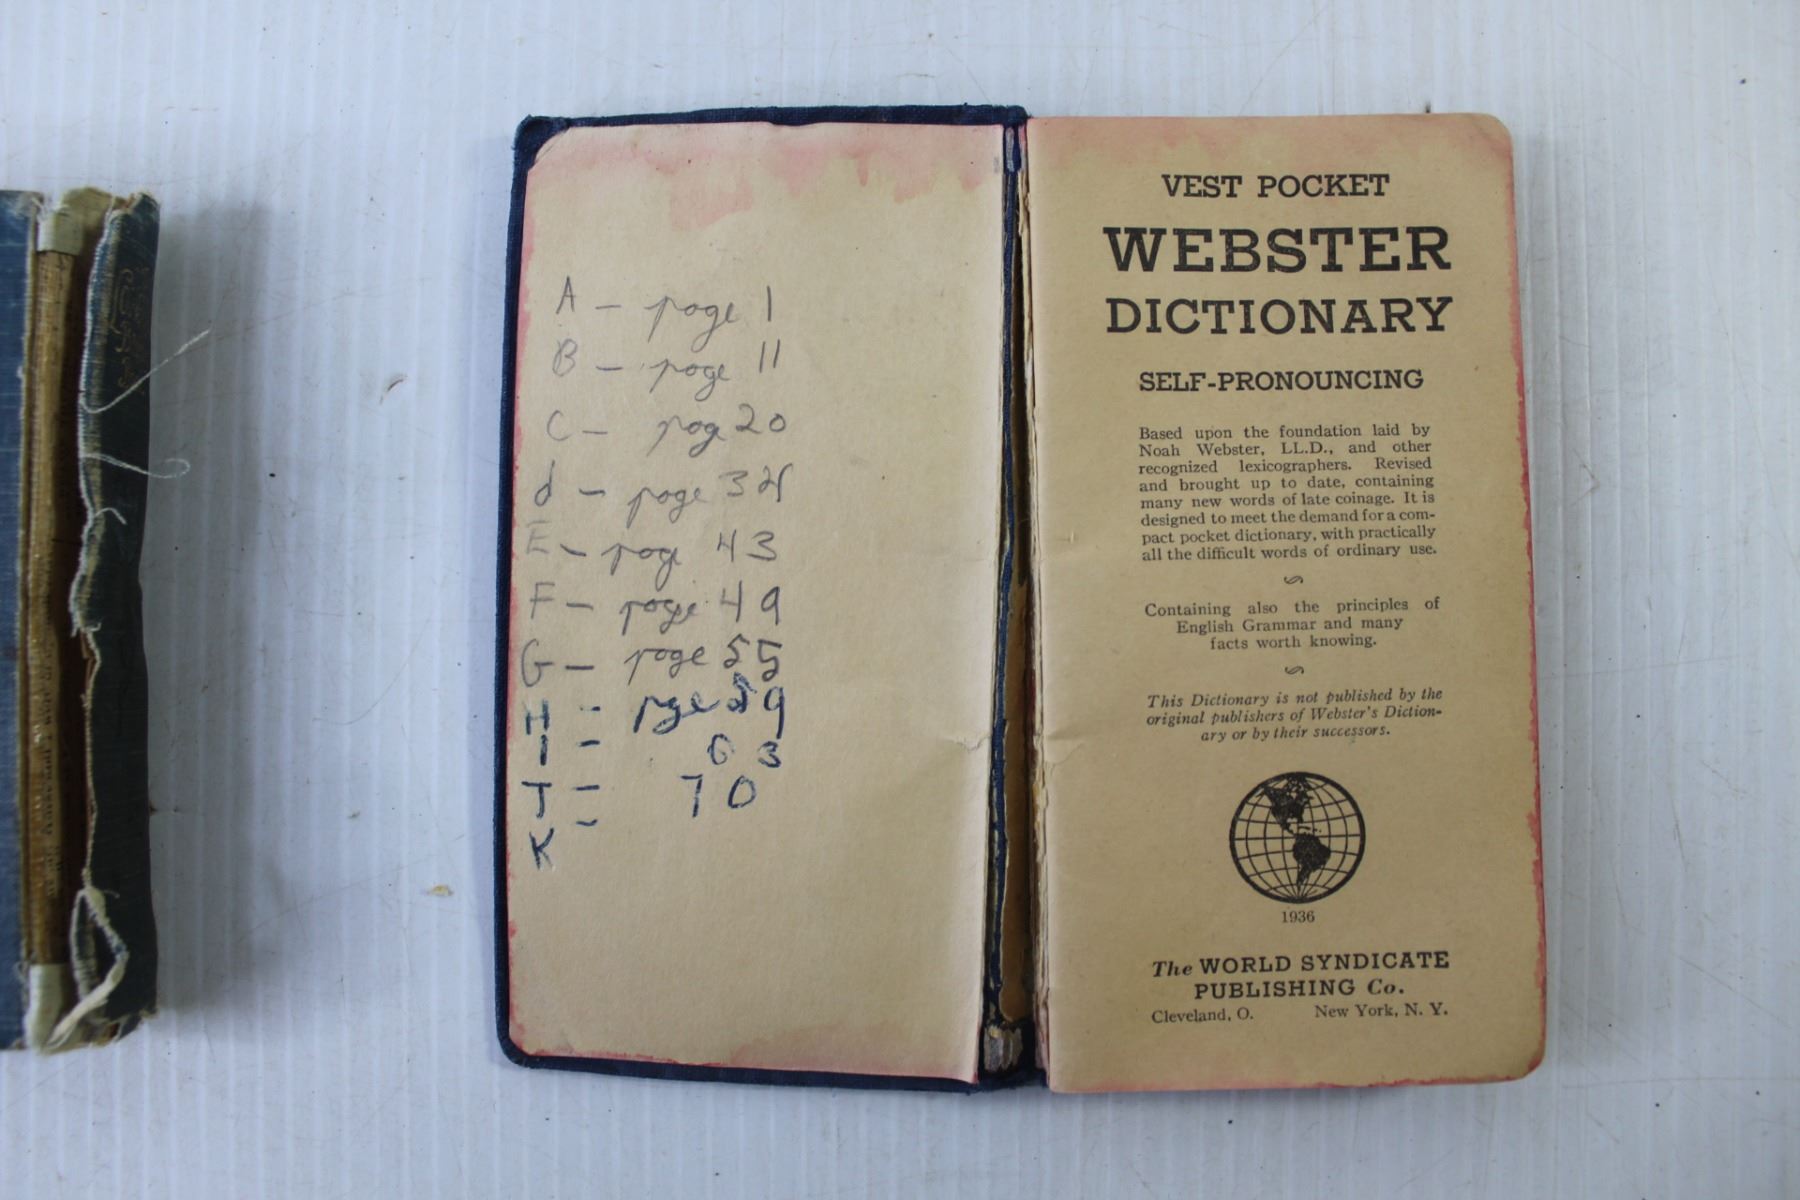 A - page 1
B - page 11
C - pag 20
d - page 34
E - pag 43
F - page 49
G - page 55
H - page 59
I - 63
J - 70
K -
VEST POCKET
WEBSTER
DICTIONARY
SELF-PRONOUNCING
Based upon the foundation laid by
Noah Webster, LL.D., and other
recognized lexicographers. Revised
and brought up to date, containing
many new words of late coinage. It is
designed to meet the demand for a com-
pact pocket dictionary, with practically
all the difficult words of ordinary use.
Containing also the principles of
English Grammar and many
facts worth knowing.
This Dictionary is not published by the
original publishers of Webster's Diction-
ary or by their successors.
1936
The WORLD SYNDICATE
PUBLISHING Co.
Cleveland, O. New York, N. Y.